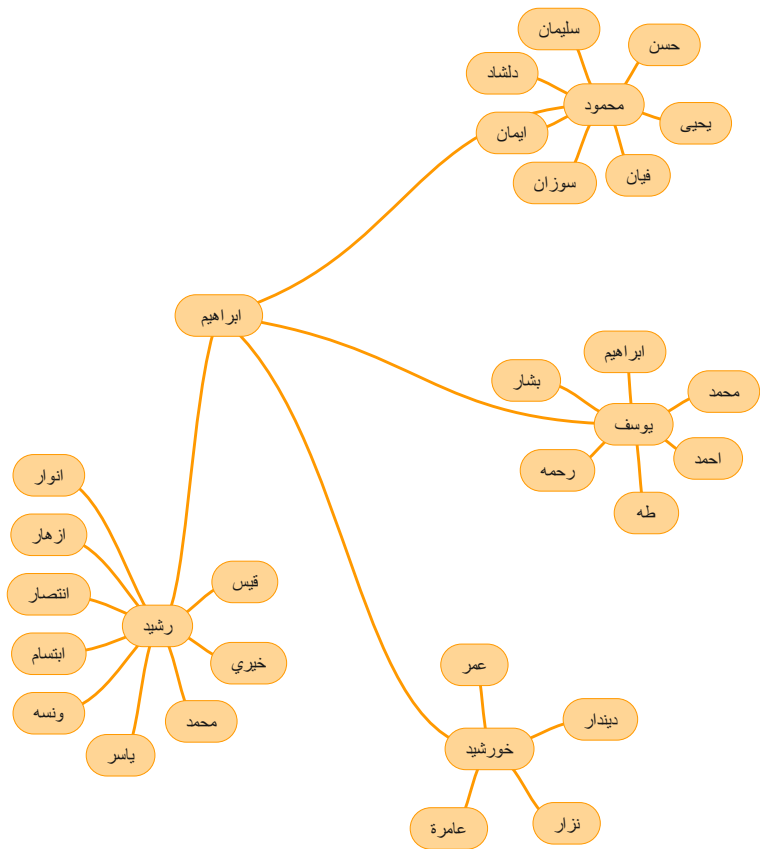 سليمان
حسن
دلشاد
محمود
يحيى
ايمان
فيان
سوزان
ابراهيم
ابراهيم
بشار
محمد
يوسف
احمد
رحمه
طه
انوار
ازهار
قيس
انتصار
رشيد
ابتسام
خيري
ونسه
محمد
ياسر
عمر
ديندار
خورشيد
نزار
عامرة